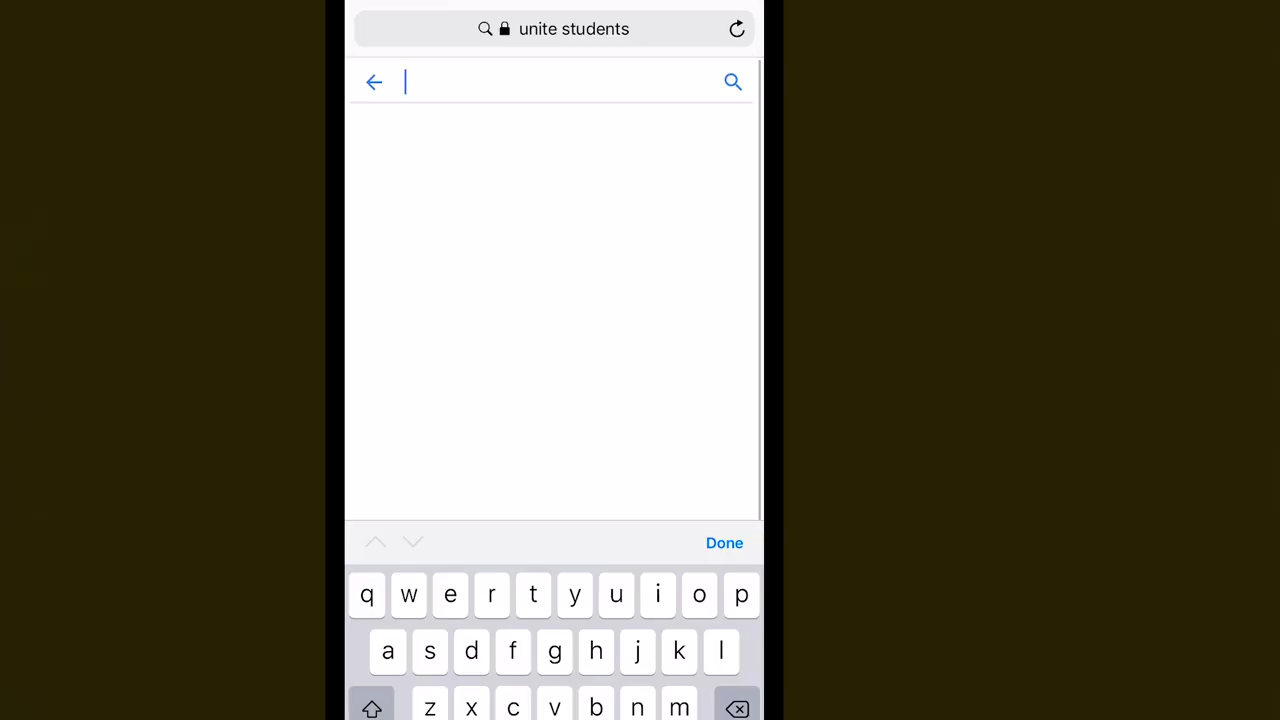 unite students
Done
q w e r t y u i o p
a s d f g h j k l
z x c v b n m